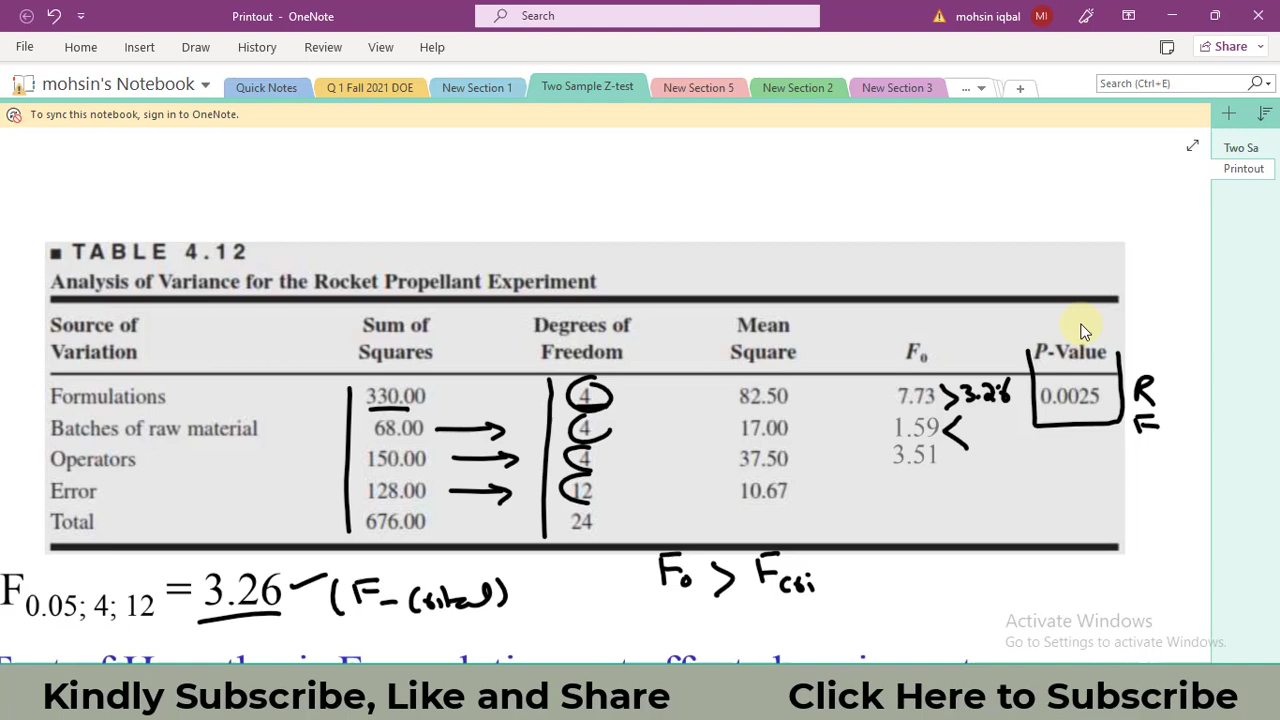 Printout - OneNote
Search
mohsin iqbal
MI
File Home Insert Draw History Review View Help
Share
mohsin's Notebook
Quick Notes
Q 1 Fall 2021 DOE
New Section 1
Two Sample Z-test
New Section 5
New Section 2
New Section 3
...
Search (Ctrl+E)
To sync this notebook, sign in to OneNote.
Two Sa
Printout
■ TABLE 4.12
Analysis of Variance for the Rocket Propellant Experiment
Source of Variation Sum of Squares Degrees of Freedom Mean Square F₀ P-Value
Formulations 330.00 4 82.50 7.73 > 3.26 0.0025 R
Batches of raw material 68.00 → 4 17.00 1.59 < F
Operators 150.00 → 4 37.50 3.51
Error 128.00 → 12 10.67
Total 676.00 24
F0.05; 4; 12 = 3.26
F₀ > Fcri
Activate Windows
Go to Settings to activate Windows.
Kindly Subscribe, Like and Share
Click Here to Subscribe